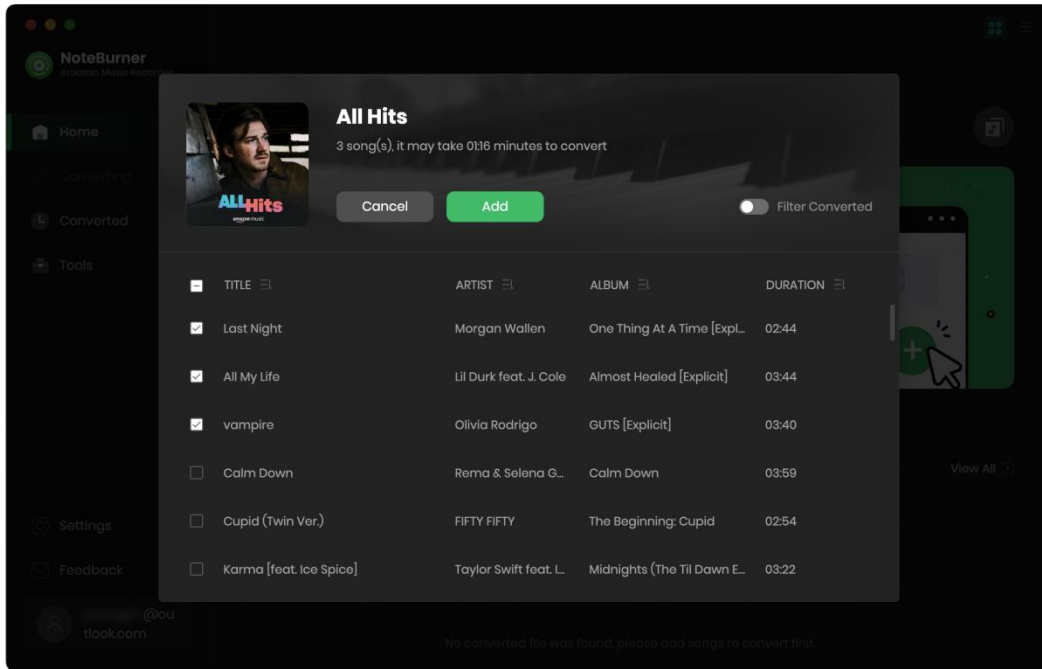 NoteBurner
Amazon Music Recorder
Home
Converting
Converted
Tools
Settings
Feedback
@ou
tlook.com
All Hits
3 song(s), it may take 01:16 minutes to convert
Cancel
Add
Filter Converted
ALL Hits
amazon music
TITLE ARTIST ALBUM DURATION
Last Night Morgan Wallen One Thing At A Time [Expl... 02:44
All My Life Lil Durk feat. J. Cole Almost Healed [Explicit] 03:44
vampire Olivia Rodrigo GUTS [Explicit] 03:40
Calm Down Rema & Selena G... Calm Down 03:59
Cupid (Twin Ver.) FIFTY FIFTY The Beginning: Cupid 02:54
Karma [feat. Ice Spice] Taylor Swift feat. I... Midnights (The Til Dawn E... 03:22
View All
No converted file was found, please add songs to convert first.